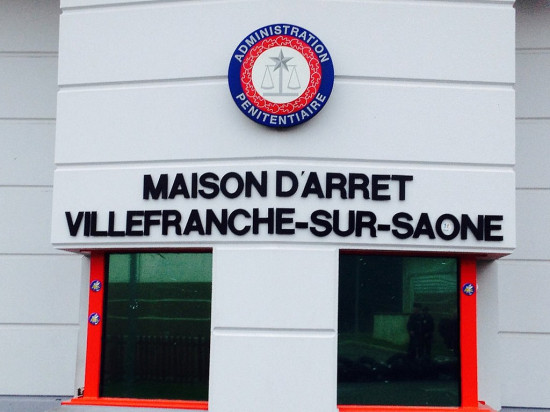 ADMINISTRATION
PENITENTIAIRE
MAISON D'ARRET
VILLEFRANCHE-SUR-SAONE